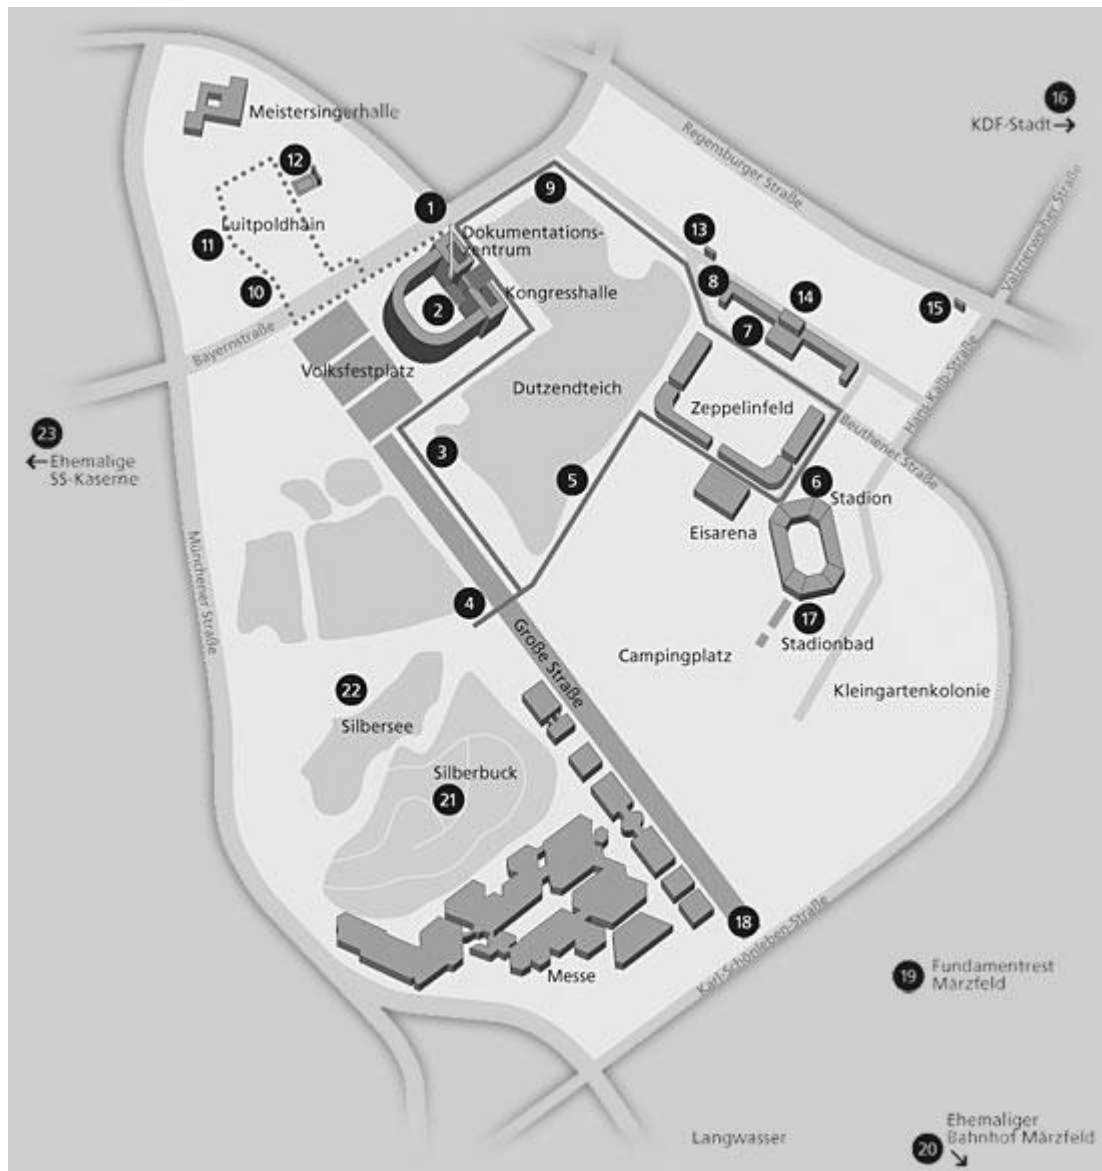 16
KDF-Stadt→
Meistersingerhalle
Regensburger Straße
12
9
Valznerweiher Straße
1
Luitpoldhain
Dokumentations-
zentrum
11
13
8
10
Kongresshalle
2
14
15
7
Bayernstraße
Volksfestplatz
Dutzendteich
Zeppelinfeld
Hans-Kalb-Straße
Beuthener Straße
23
←Ehemalige
SS-Kaserne
3
5
6
Stadion
Eisarena
Münchener Straße
4
17
Große Straße
Stadionbad
Campingplatz
22
Kleingartenkolonie
Silbersee
Silberbuck
21
18
Karl-Schönleben-Straße
Messe
19
Fundamentrest
Märzfeld
Langwasser
20
Ehemaliger
Bahnhof Märzfeld
↘